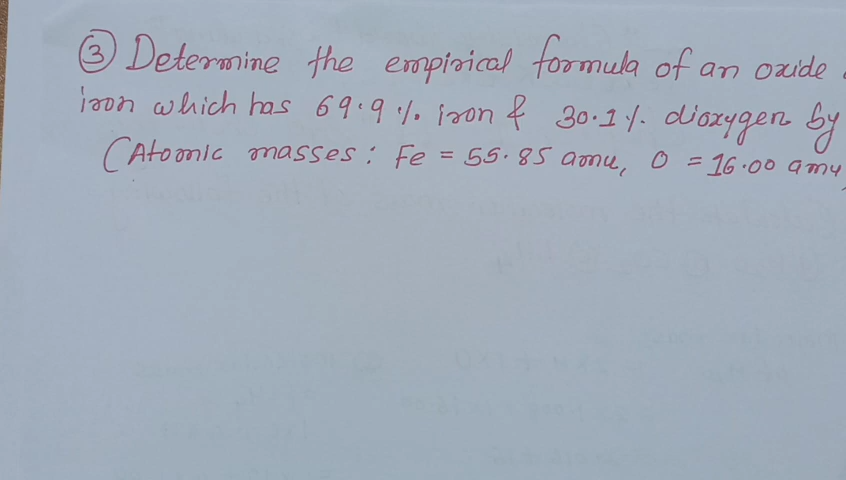 ③ Determine the empirical formula of an oxide
iron which has 69.9 % iron & 30.1 %. dioxygen by
(Atomic masses: Fe = 55.85 amu, O = 16.00 amu